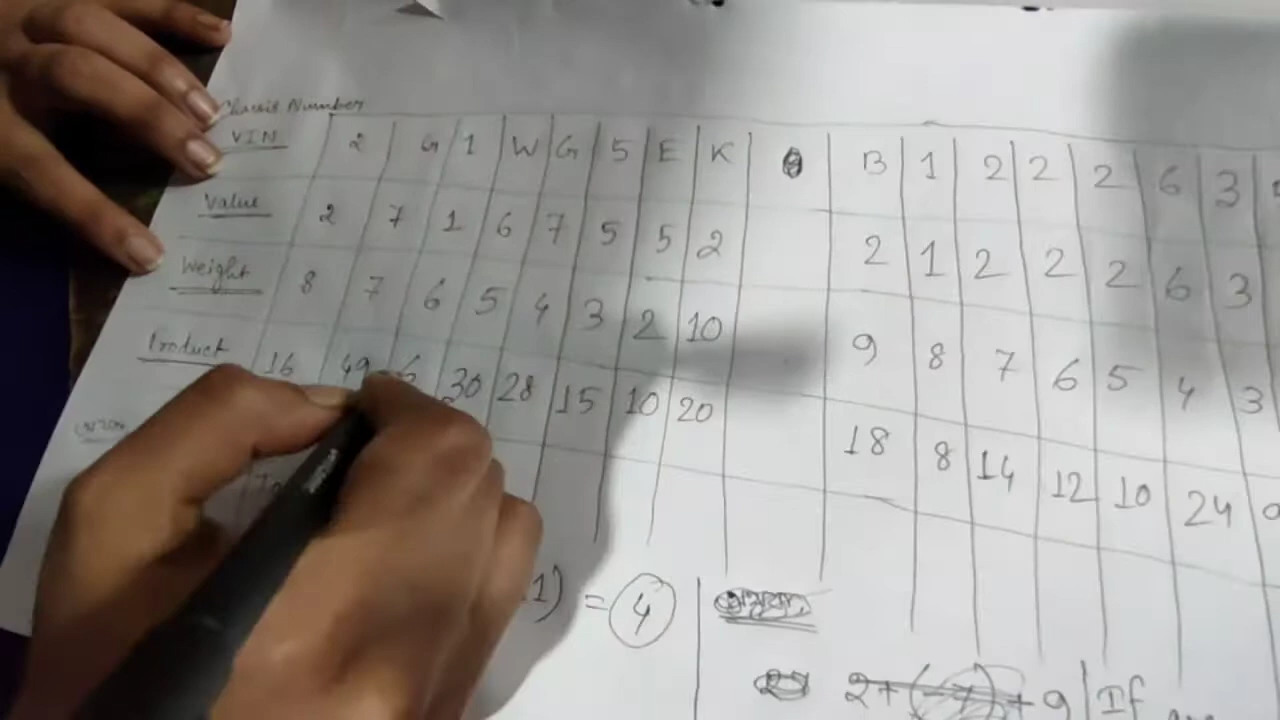 Chassis Number
VIN 2 G 1 W G 5 E K B 1 2 2 2 6 3
Value 2 7 1 6 7 5 5 2 2 1 2 2 2 6 3
Weight 8 7 6 5 4 3 2 10 9 8 7 6 5 4 3
Product 16 49 6 30 28 15 10 20 18 8 14 12 10 24
1) = 4
2 + (-7) + 9 If